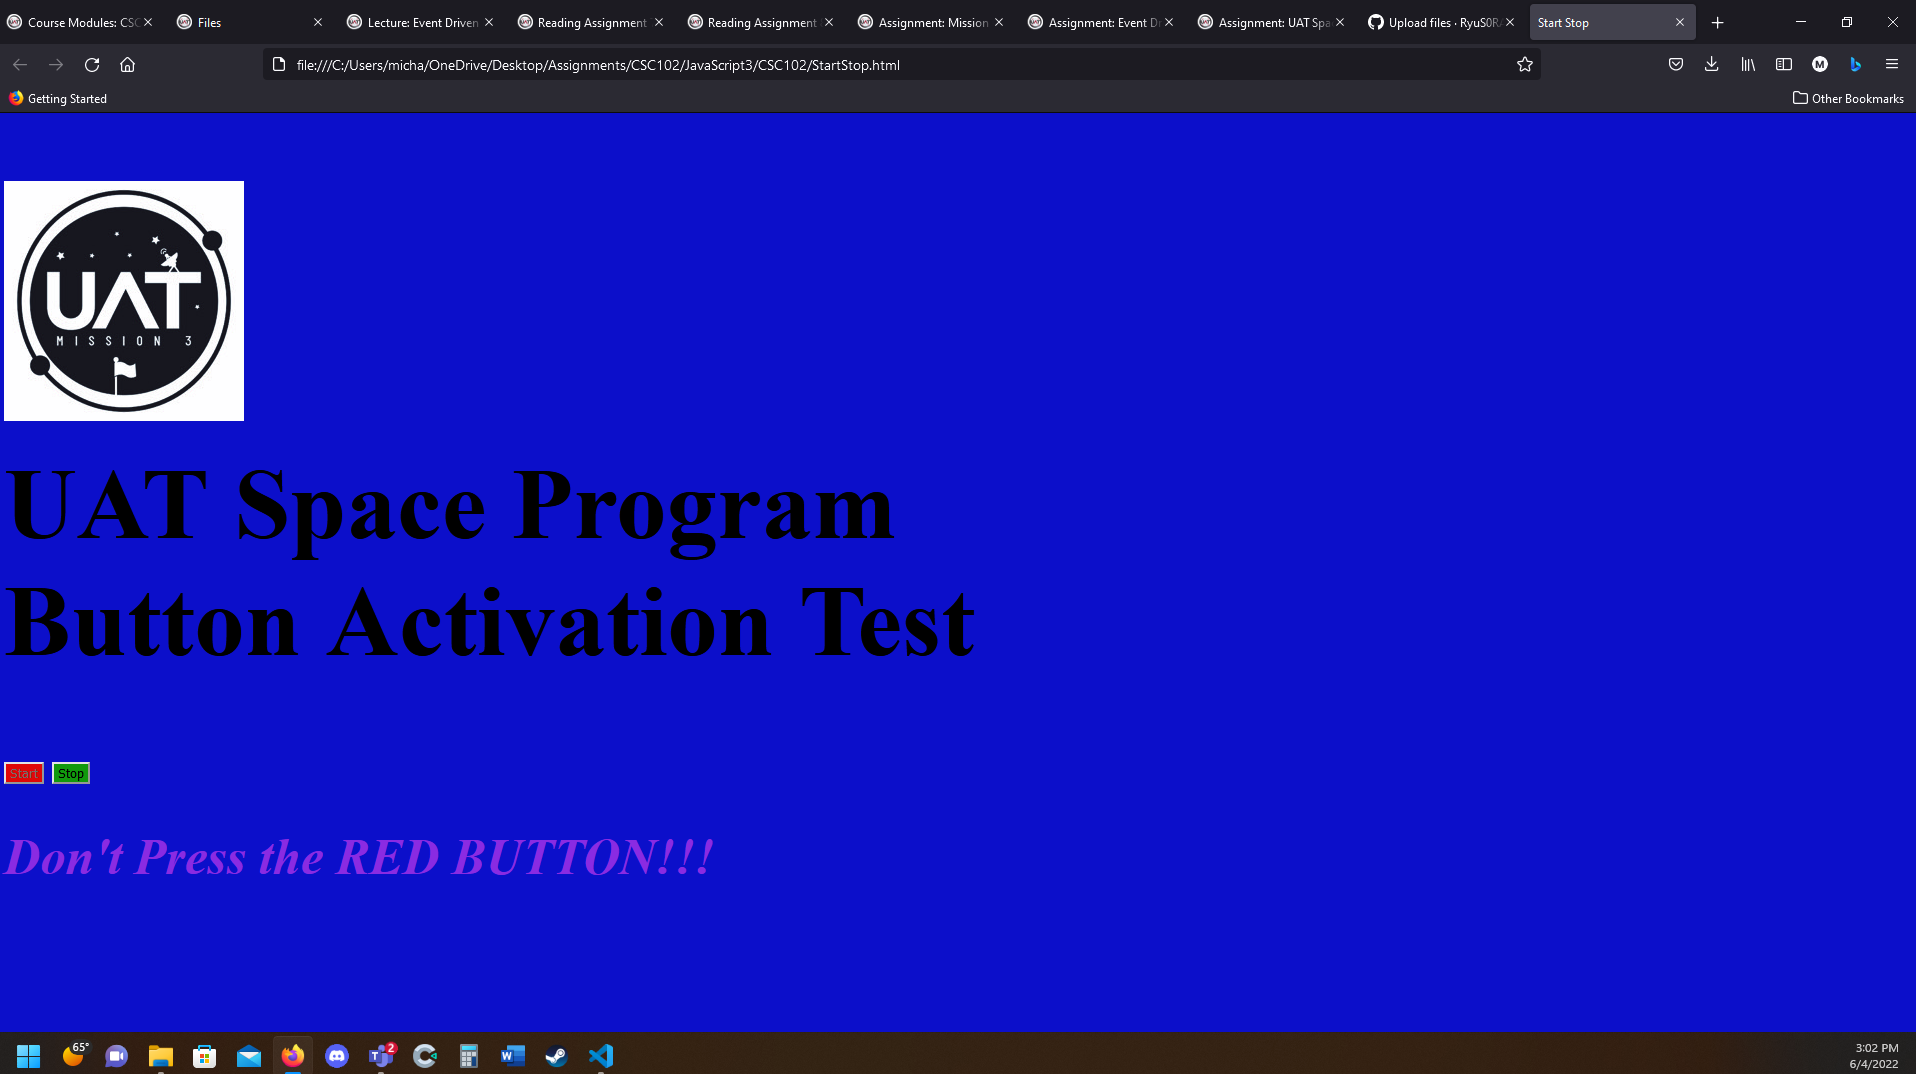 Course Modules: CSC
Files
Lecture: Event Driven
Reading Assignment
Reading Assignment
Assignment: Mission
Assignment: Event Dr
Assignment: UAT Spa
Upload files · RyuS0RA
Start Stop
file:///C:/Users/micha/OneDrive/Desktop/Assignments/CSC102/JavaScript3/CSC102/StartStop.html
M
Getting Started
Other Bookmarks
UAT
MISSION 3
UAT Space Program
Button Activation Test
Start Stop
Don't Press the RED BUTTON!!!
65°
2
3:02 PM
6/4/2022